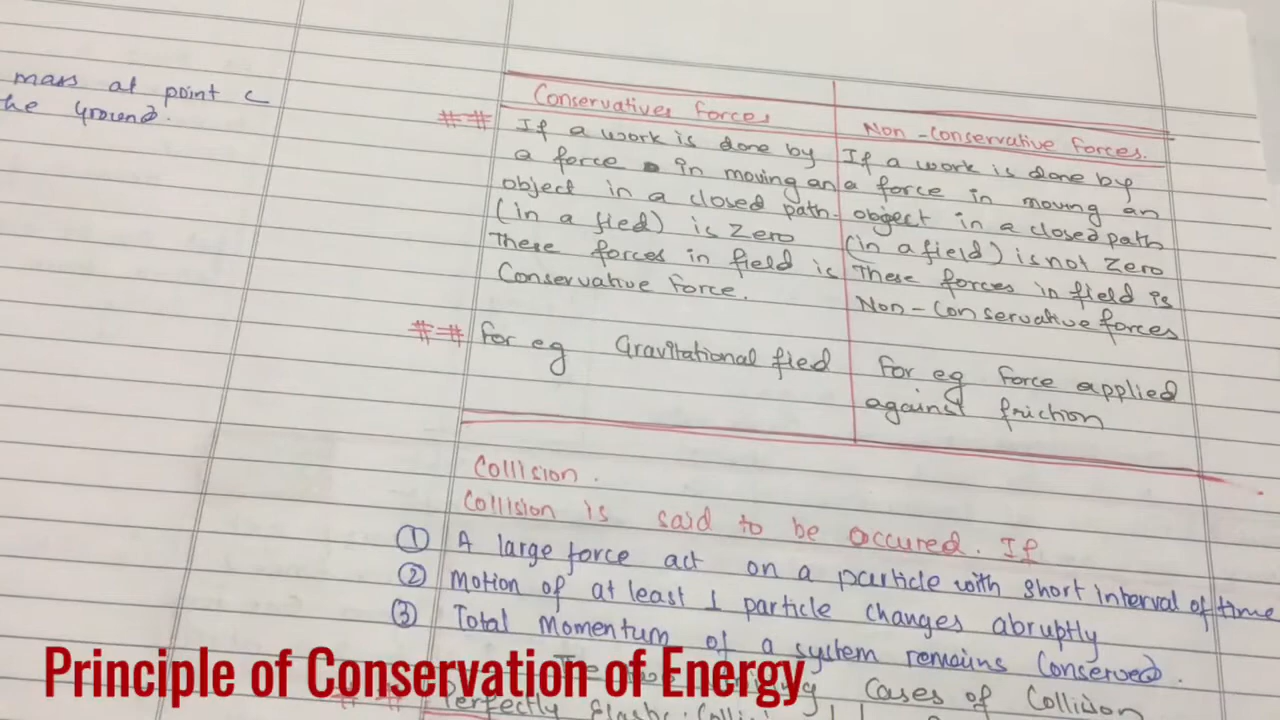 mass at point c
the ground.
Conservatives Forces
## If a work is done by
a force in moving an
object in a closed path
(in a fied) is zero
These forces in field is
Conservative Force.
## For eg Gravitational fied
Non-Conservative Forces.
If a work is done by
a force in moving an
object in a closed path
(in a field) is not zero
These forces in field is
Non-Conservative forces
For eg Force applied
against friction
Collision.
Collision is said to be occured. If
① A large force act on a particle with short interval of time
② Motion of at least 1 particle changes abruptly
③ Total Momentum of a system remains Conserved.
cases of Collision
Perfectly Elastic
Principle of Conservation of Energy